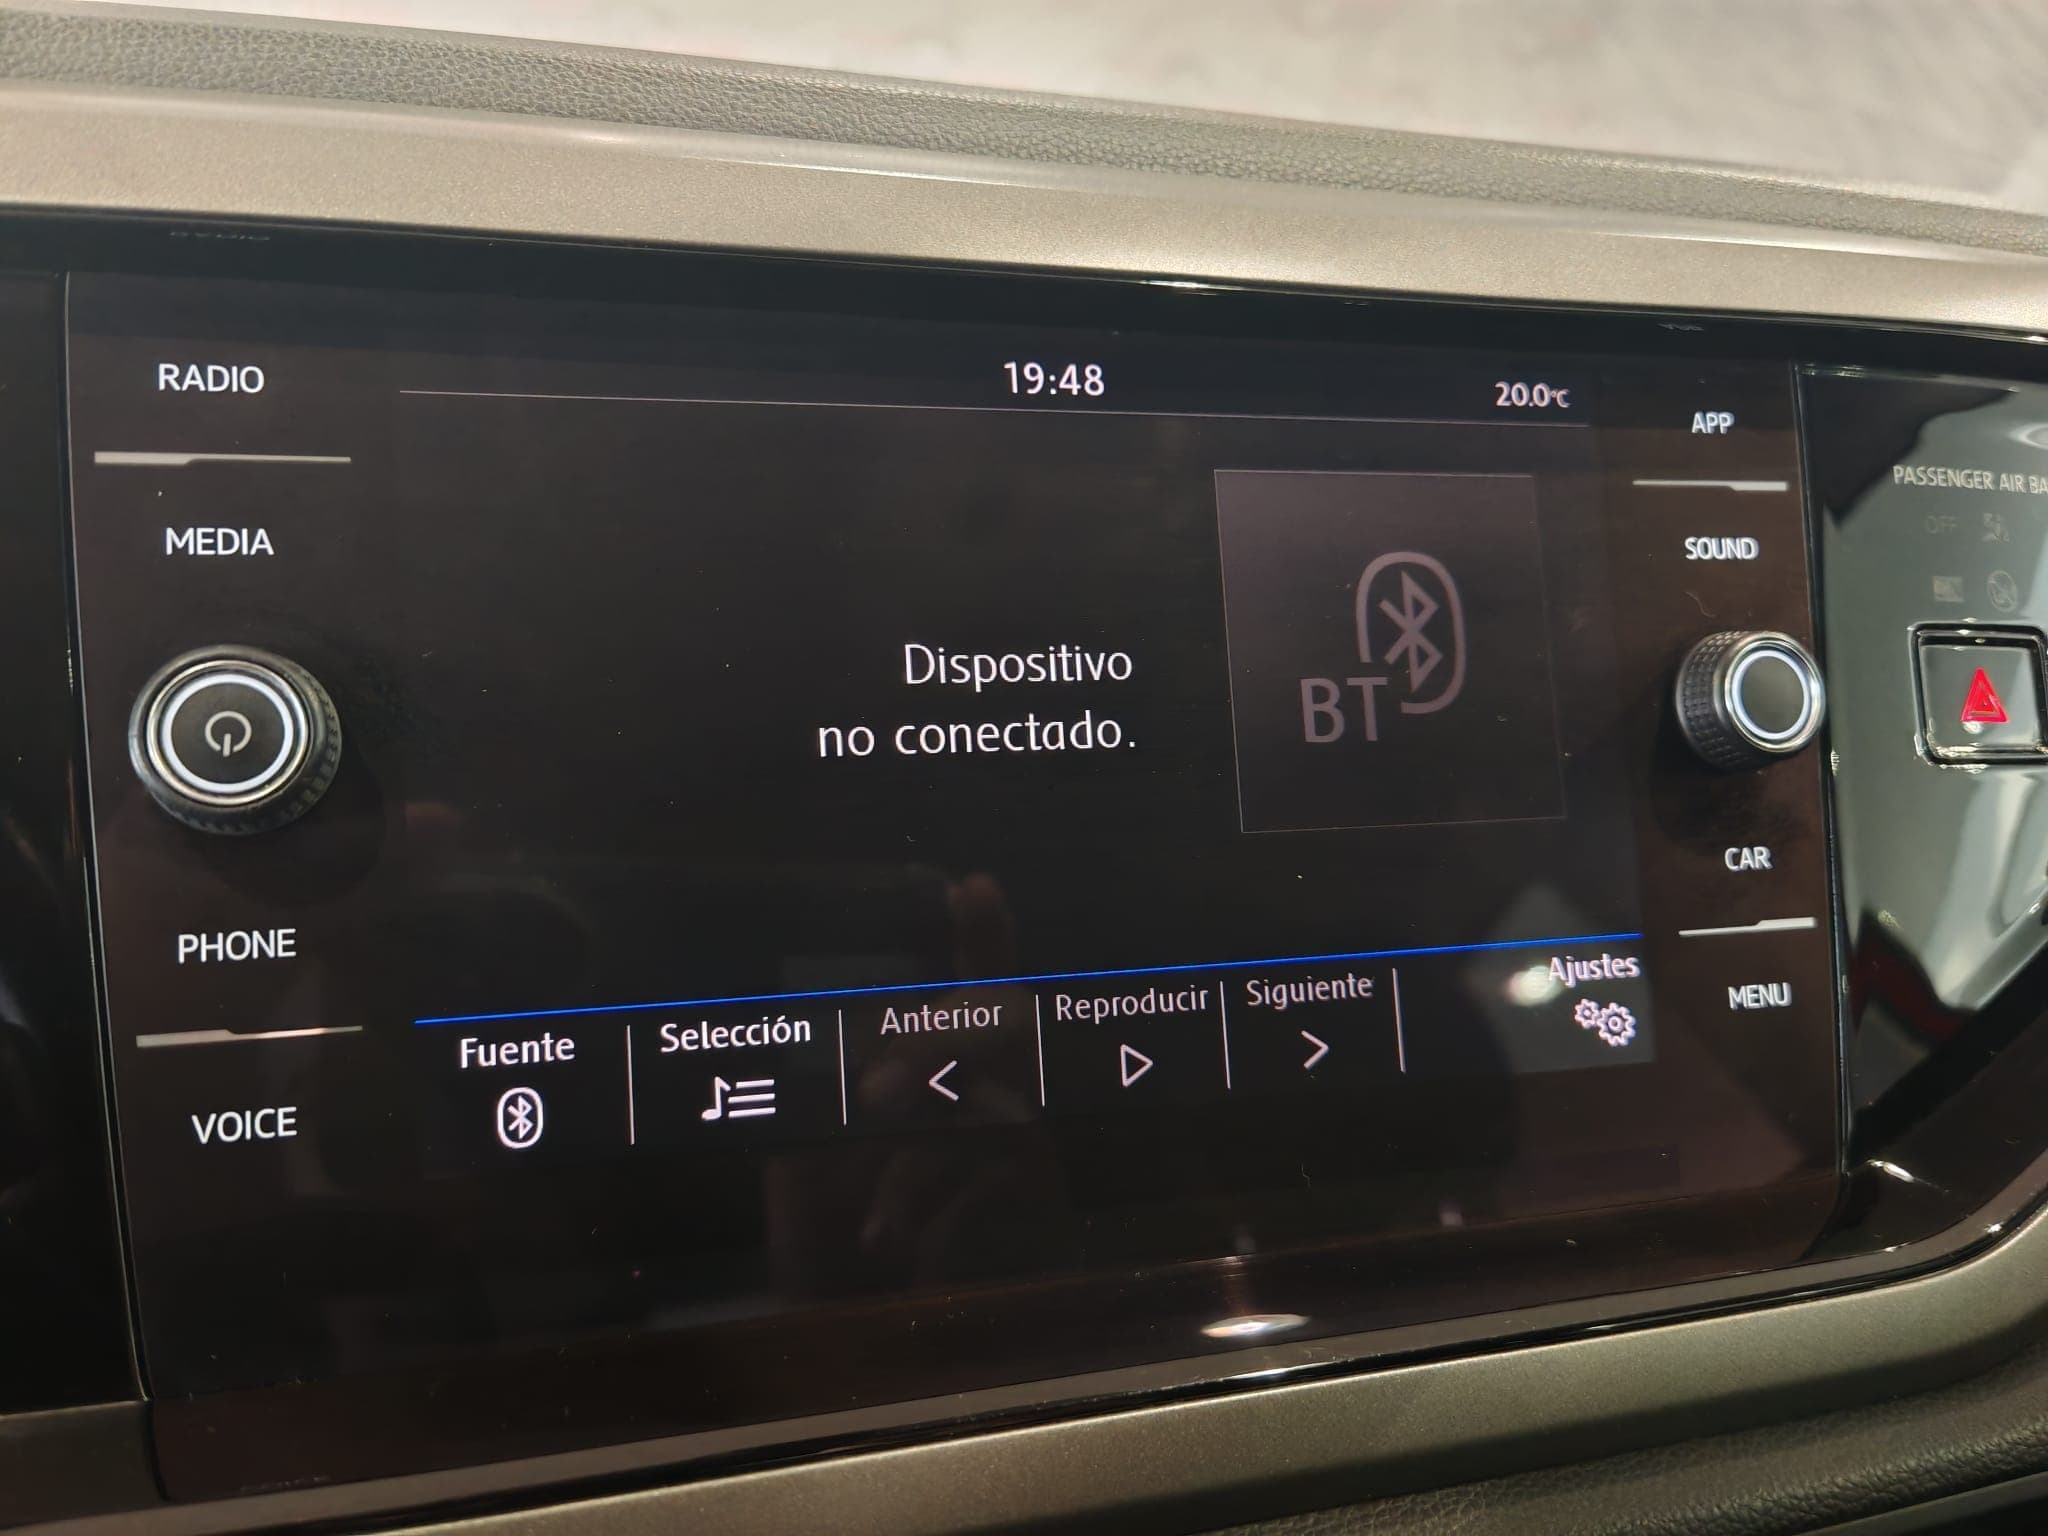 RADIO
19:48
20.0°C
APP
PASSENGER AIR
MEDIA
SOUND
OFF
Dispositivo
no conectado.
BT
CAR
PHONE
MENU
Fuente
Selección
Anterior
Reproducir
Siguiente
Ajustes
VOICE